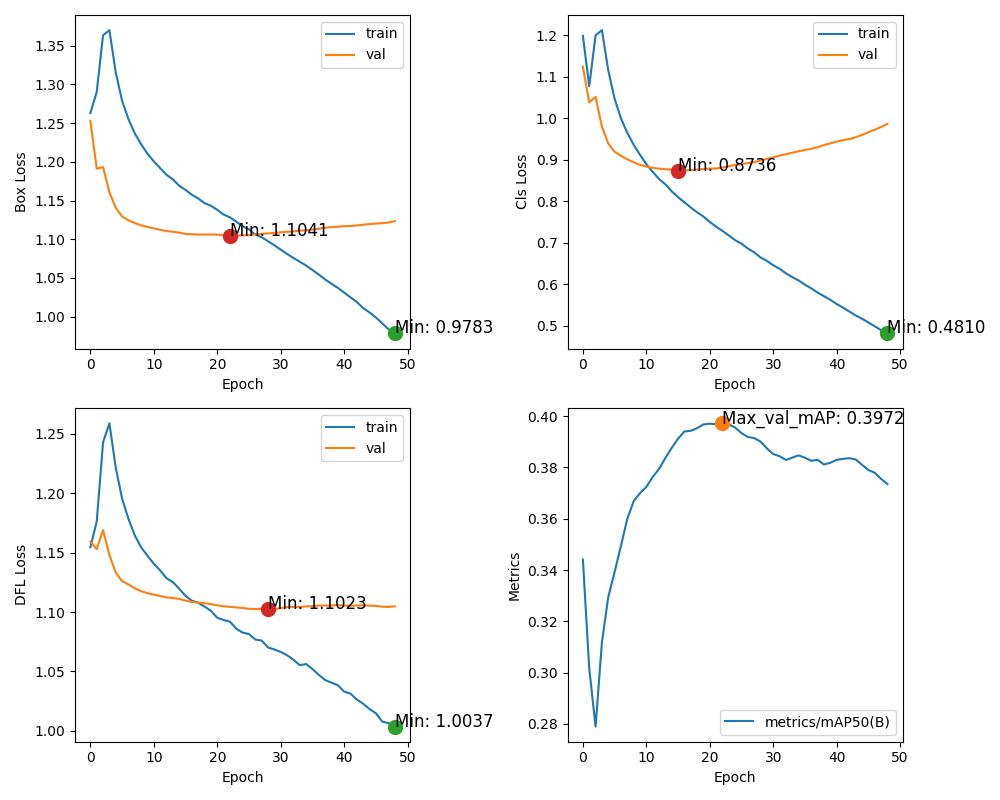 Box Loss
1.35
1.30
1.25
1.20
1.15
1.10
1.05
1.00
train
val
Min: 1.1041
Min: 0.9783
0 10 20 30 40 50
Epoch
Cls Loss
1.2
1.1
1.0
0.9
0.8
0.7
0.6
0.5
train
val
Min: 0.8736
Min: 0.4810
0 10 20 30 40 50
Epoch
DFL Loss
1.25
1.20
1.15
1.10
1.05
1.00
train
val
Min: 1.1023
Min: 1.0037
0 10 20 30 40 50
Epoch
Metrics
0.40
0.38
0.36
0.34
0.32
0.30
0.28
Max_val_mAP: 0.3972
metrics/mAP50(B)
0 10 20 30 40 50
Epoch